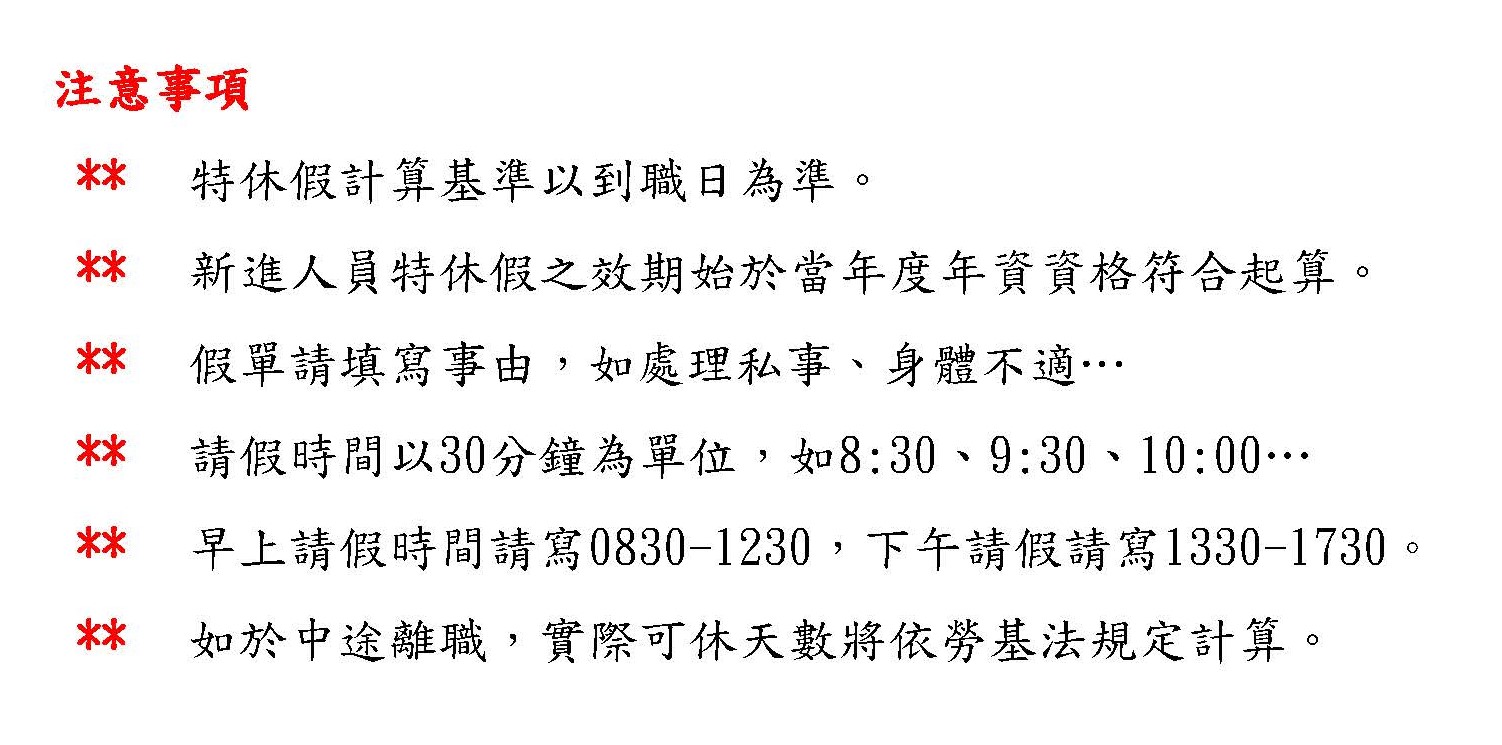 注意事項
** 特休假計算基準以到職日為準。
** 新進人員特休假之效期始於當年度年資資格符合起算。
** 假單請填寫事由，如處理私事、身體不適…
** 請假時間以30分鐘為單位，如8:30、9:30、10:00…
** 早上請假時間請寫0830-1230，下午請假請寫1330-1730。
** 如於中途離職，實際可休天數將依勞基法規定計算。